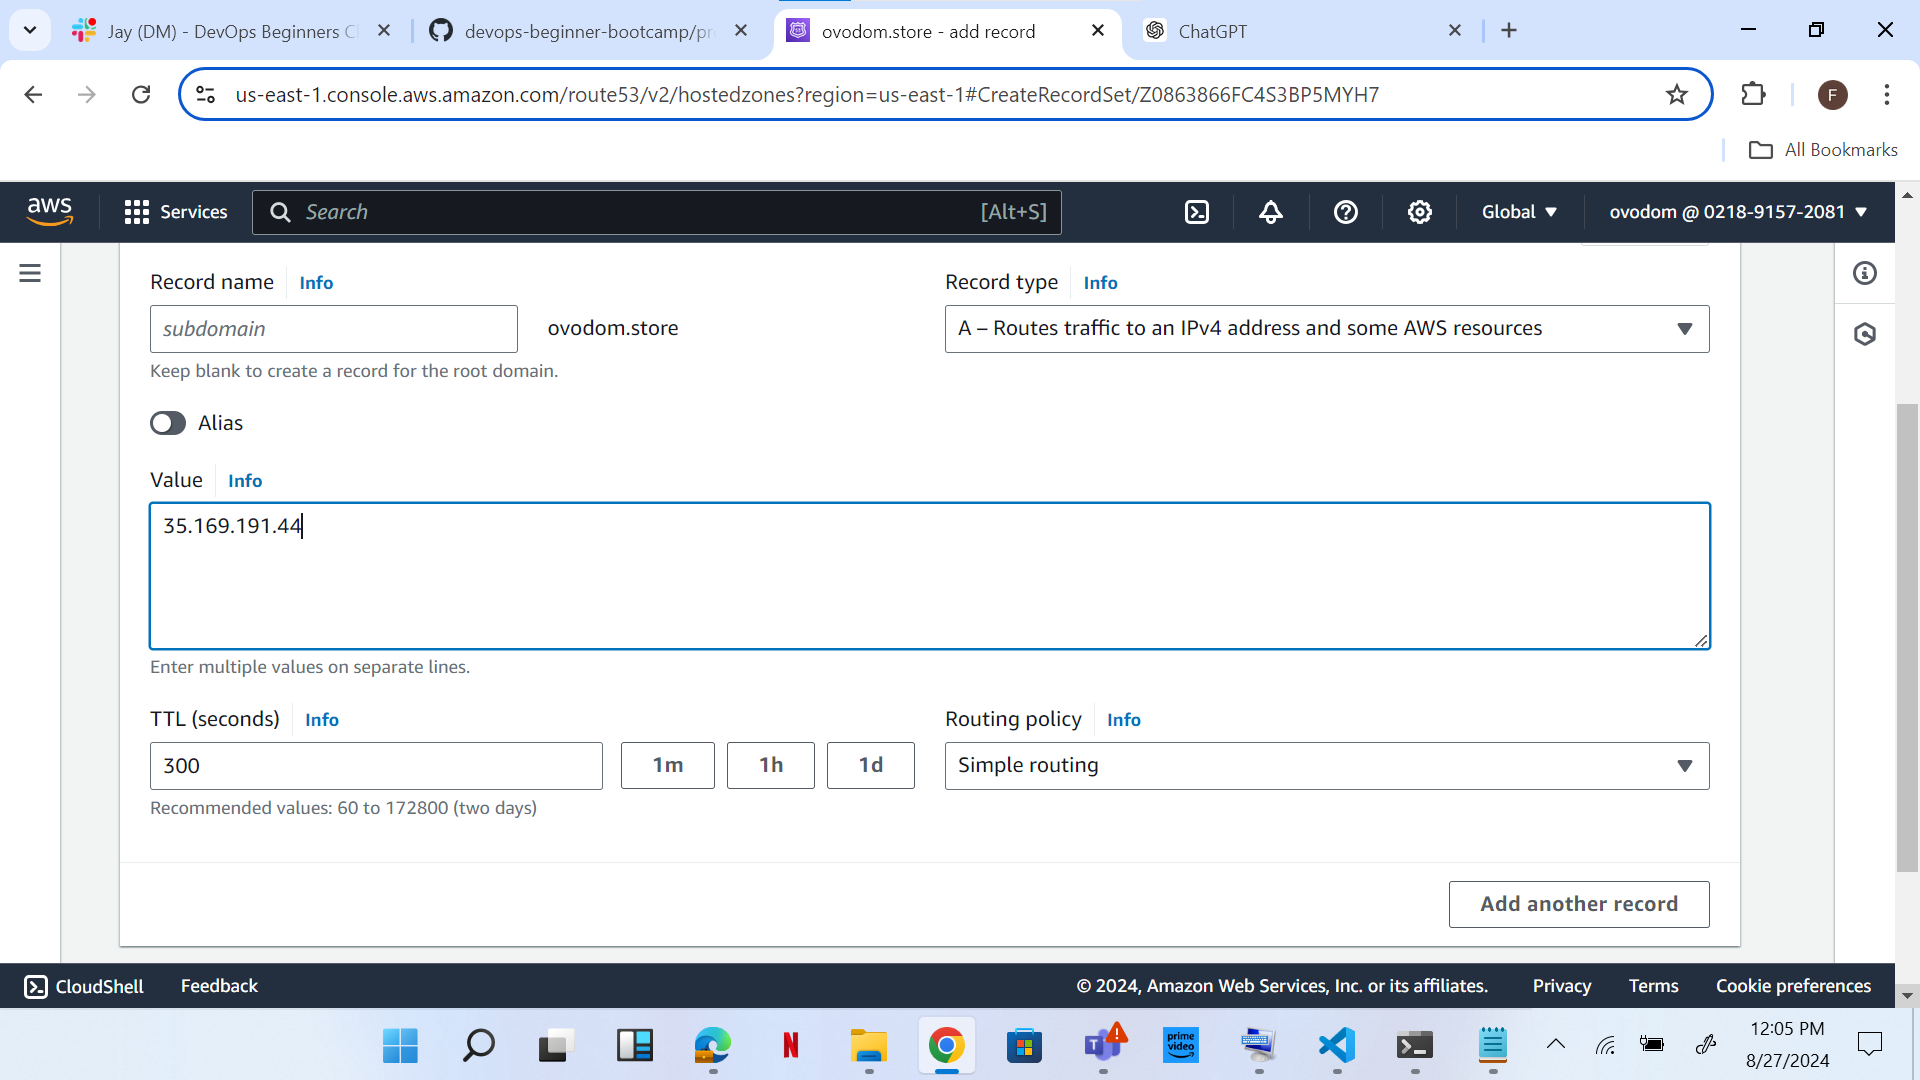 Jay (DM) - DevOps Beginners C
devops-beginner-bootcamp/pr
ovodom.store - add record
ChatGPT
us-east-1.console.aws.amazon.com/route53/v2/hostedzones?region=us-east-1#CreateRecordSet/Z0863866FC4S3BP5MYH7
F
All Bookmarks
aws
Services
Search
[Alt+S]
Global
ovodom @ 0218-9157-2081
Record name
Info
Record type
Info
subdomain
ovodom.store
A – Routes traffic to an IPv4 address and some AWS resources
Keep blank to create a record for the root domain.
Alias
Value
Info
35.169.191.44
Enter multiple values on separate lines.
TTL (seconds)
Info
Routing policy
Info
300
1m
1h
1d
Simple routing
Recommended values: 60 to 172800 (two days)
Add another record
CloudShell
Feedback
© 2024, Amazon Web Services, Inc. or its affiliates.
Privacy
Terms
Cookie preferences
N
prime video
12:05 PM
8/27/2024